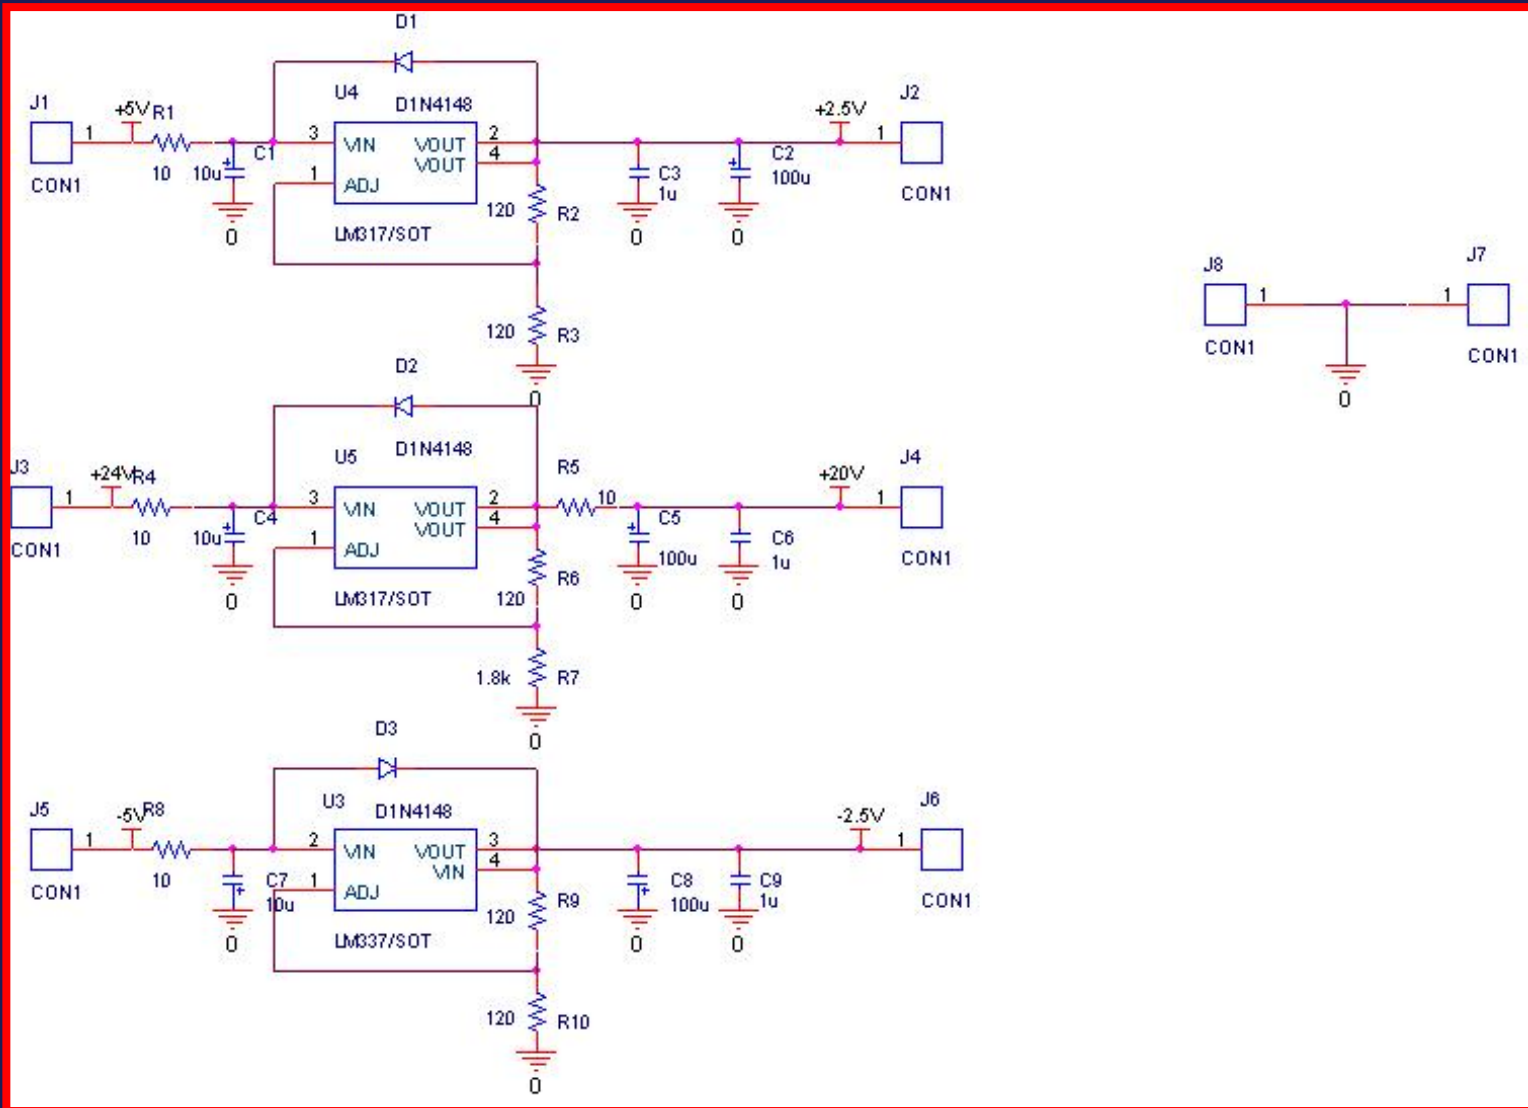 D1
J1
+5V
R1
U4
D1N4148
+2.5V
J2
1
3
VIN
VOUT
2
1
C1
VOUT
4
C2
10
10u
1
ADJ
C3
100u
CON1
1u
CON1
120
R2
0
LM317/SOT
0
0
J8
J7
1
1
120
R3
CON1
CON1
D2
0
0
J3
+24V
R4
U5
D1N4148
R5
+20V
J4
1
3
VIN
VOUT
2
10
1
C4
VOUT
4
C5
10
10u
1
ADJ
C6
CON1
100u
1u
CON1
R6
0
LM317/SOT
120
0
0
1.8k
R7
D3
0
J5
-5V
R8
U3
D1N4148
-2.5V
J6
1
2
VIN
VOUT
3
1
VIN
4
10
C7
1
ADJ
C8
C9
CON1
10u
100u
1u
CON1
120
R9
0
LM337/SOT
0
0
120
R10
0